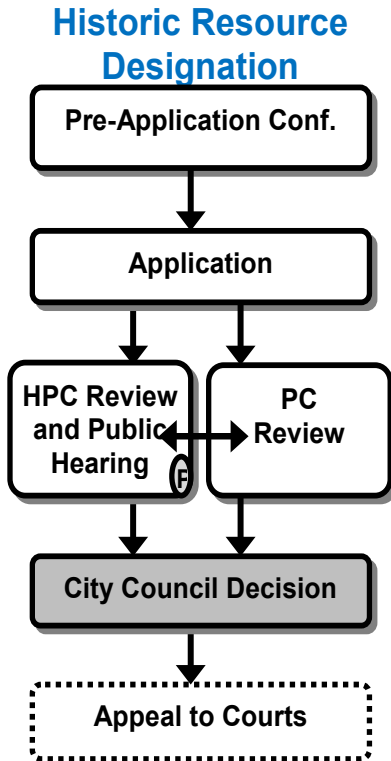 Historic Resource
Designation
Pre-Application Conf.
Application
HPC Review
and Public
Hearing
P
PC
Review
City Council Decision
Appeal to Courts